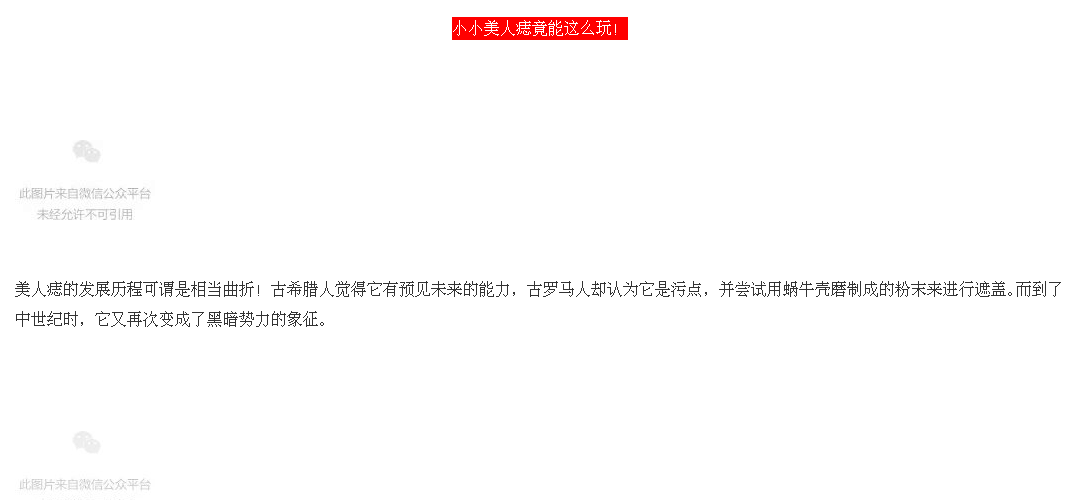 小小美人痣竟能这么玩！
此图片来自微信公众平台
未经允许不可引用
美人痣的发展历程可谓是相当曲折！古希腊人觉得它有预见未来的能力，古罗马人却认为它是污点，并尝试用蜗牛壳磨制成的粉末来进行遮盖。而到了
中世纪时，它又再次变成了黑暗势力的象征。
此图片来自微信公众平台